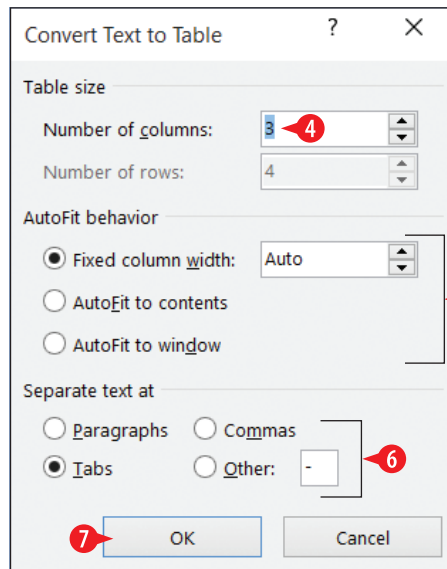 Convert Text to Table ? ×
Table size
Number of columns: 3 4
Number of rows: 4
AutoFit behavior
Fixed column width: Auto
AutoFit to contents
AutoFit to window
Separate text at
Paragraphs Commas
Tabs Other: - 6
7 OK Cancel